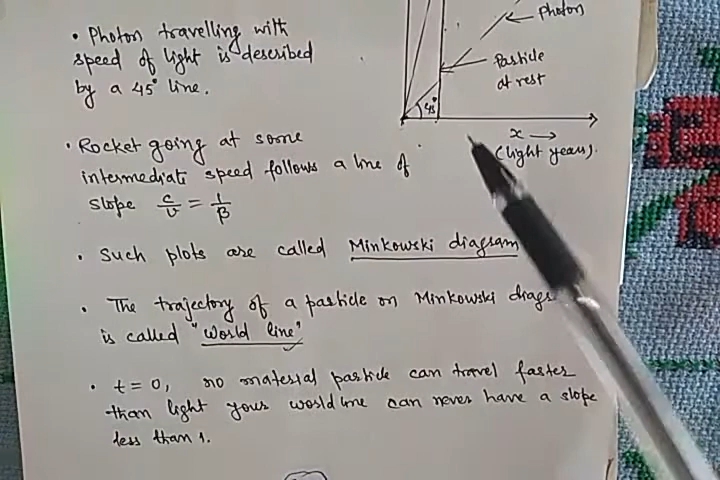 • Photon travelling with
speed of light is described
by a 45° line.
Photon
Particle
at rest
45°
x →
(light years).
• Rocket going at some
intermediate speed follows a line of
slope c/v = 1/β
• Such plots are called Minkowski diagram
• The trajectory of a particle on Minkowski
is called "World line"
• t = 0, no material particle can travel faster
than light your worldline can never have a slope
less than 1.